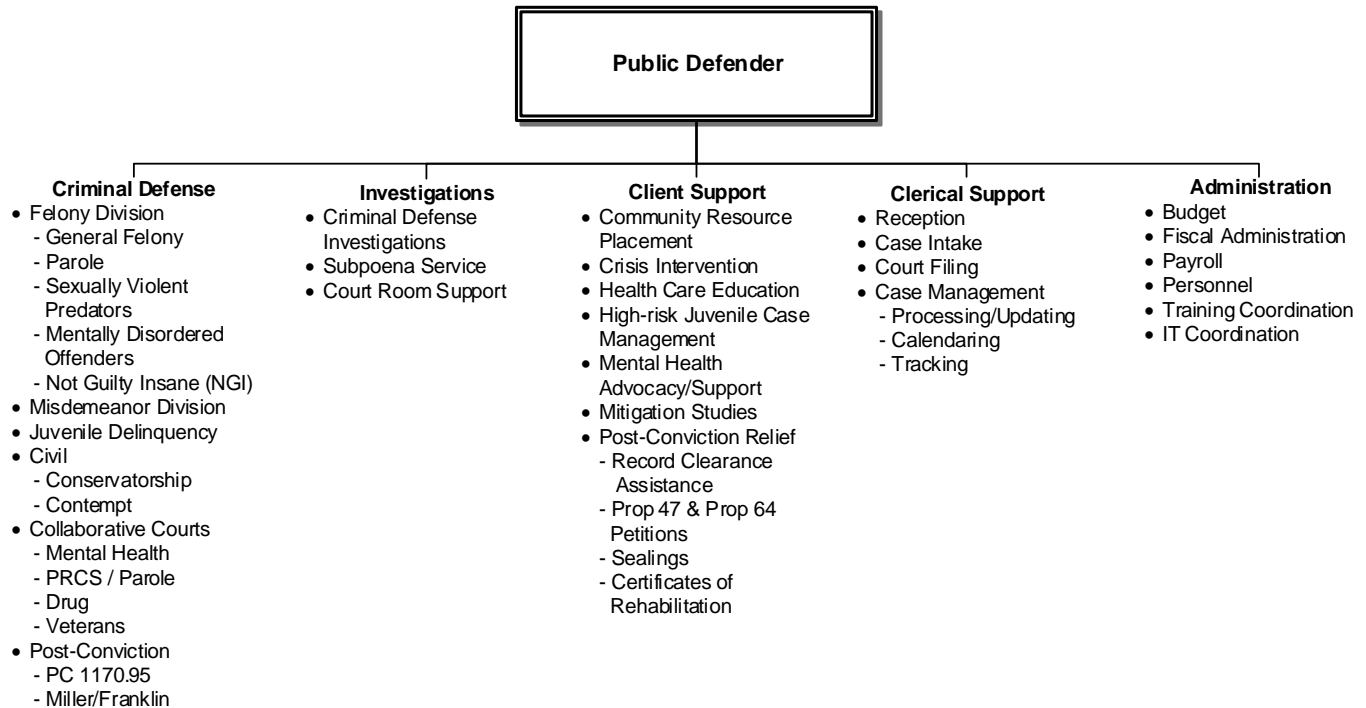 Public Defender
Criminal Defense
• Felony Division
- General Felony
- Parole
- Sexually Violent
Predators
- Mentally Disordered
Offenders
- Not Guilty Insane (NGI)
• Misdemeanor Division
• Juvenile Delinquency
• Civil
- Conservatorship
- Contempt
• Collaborative Courts
- Mental Health
- PRCS / Parole
- Drug
- Veterans
• Post-Conviction
- PC 1170.95
- Miller/Franklin
Investigations
• Criminal Defense
Investigations
• Subpoena Service
• Court Room Support
Client Support
• Community Resource
Placement
• Crisis Intervention
• Health Care Education
• High-risk Juvenile Case
Management
• Mental Health
Advocacy/Support
• Mitigation Studies
• Post-Conviction Relief
- Record Clearance
Assistance
- Prop 47 & Prop 64
Petitions
- Sealings
- Certificates of
Rehabilitation
Clerical Support
• Reception
• Case Intake
• Court Filing
• Case Management
- Processing/Updating
- Calendaring
- Tracking
Administration
• Budget
• Fiscal Administration
• Payroll
• Personnel
• Training Coordination
• IT Coordination